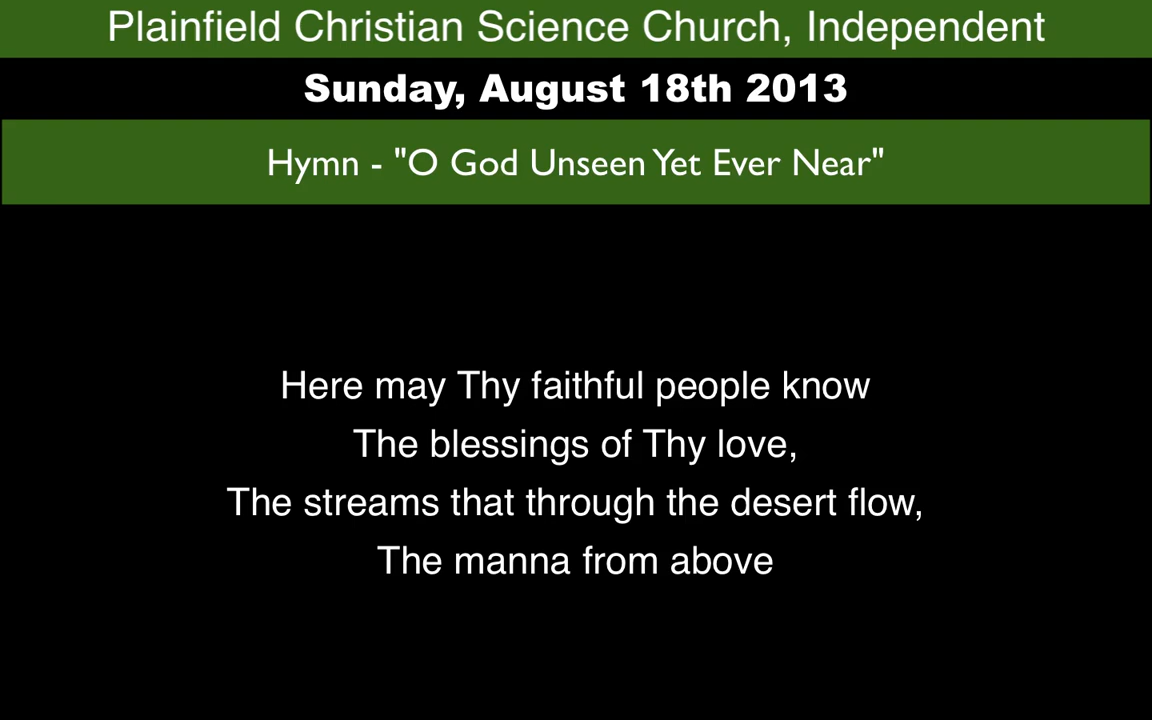 Plainfield Christian Science Church, Independent
Sunday, August 18th 2013
Hymn - "O God Unseen Yet Ever Near"
Here may Thy faithful people know
The blessings of Thy love,
The streams that through the desert flow,
The manna from above